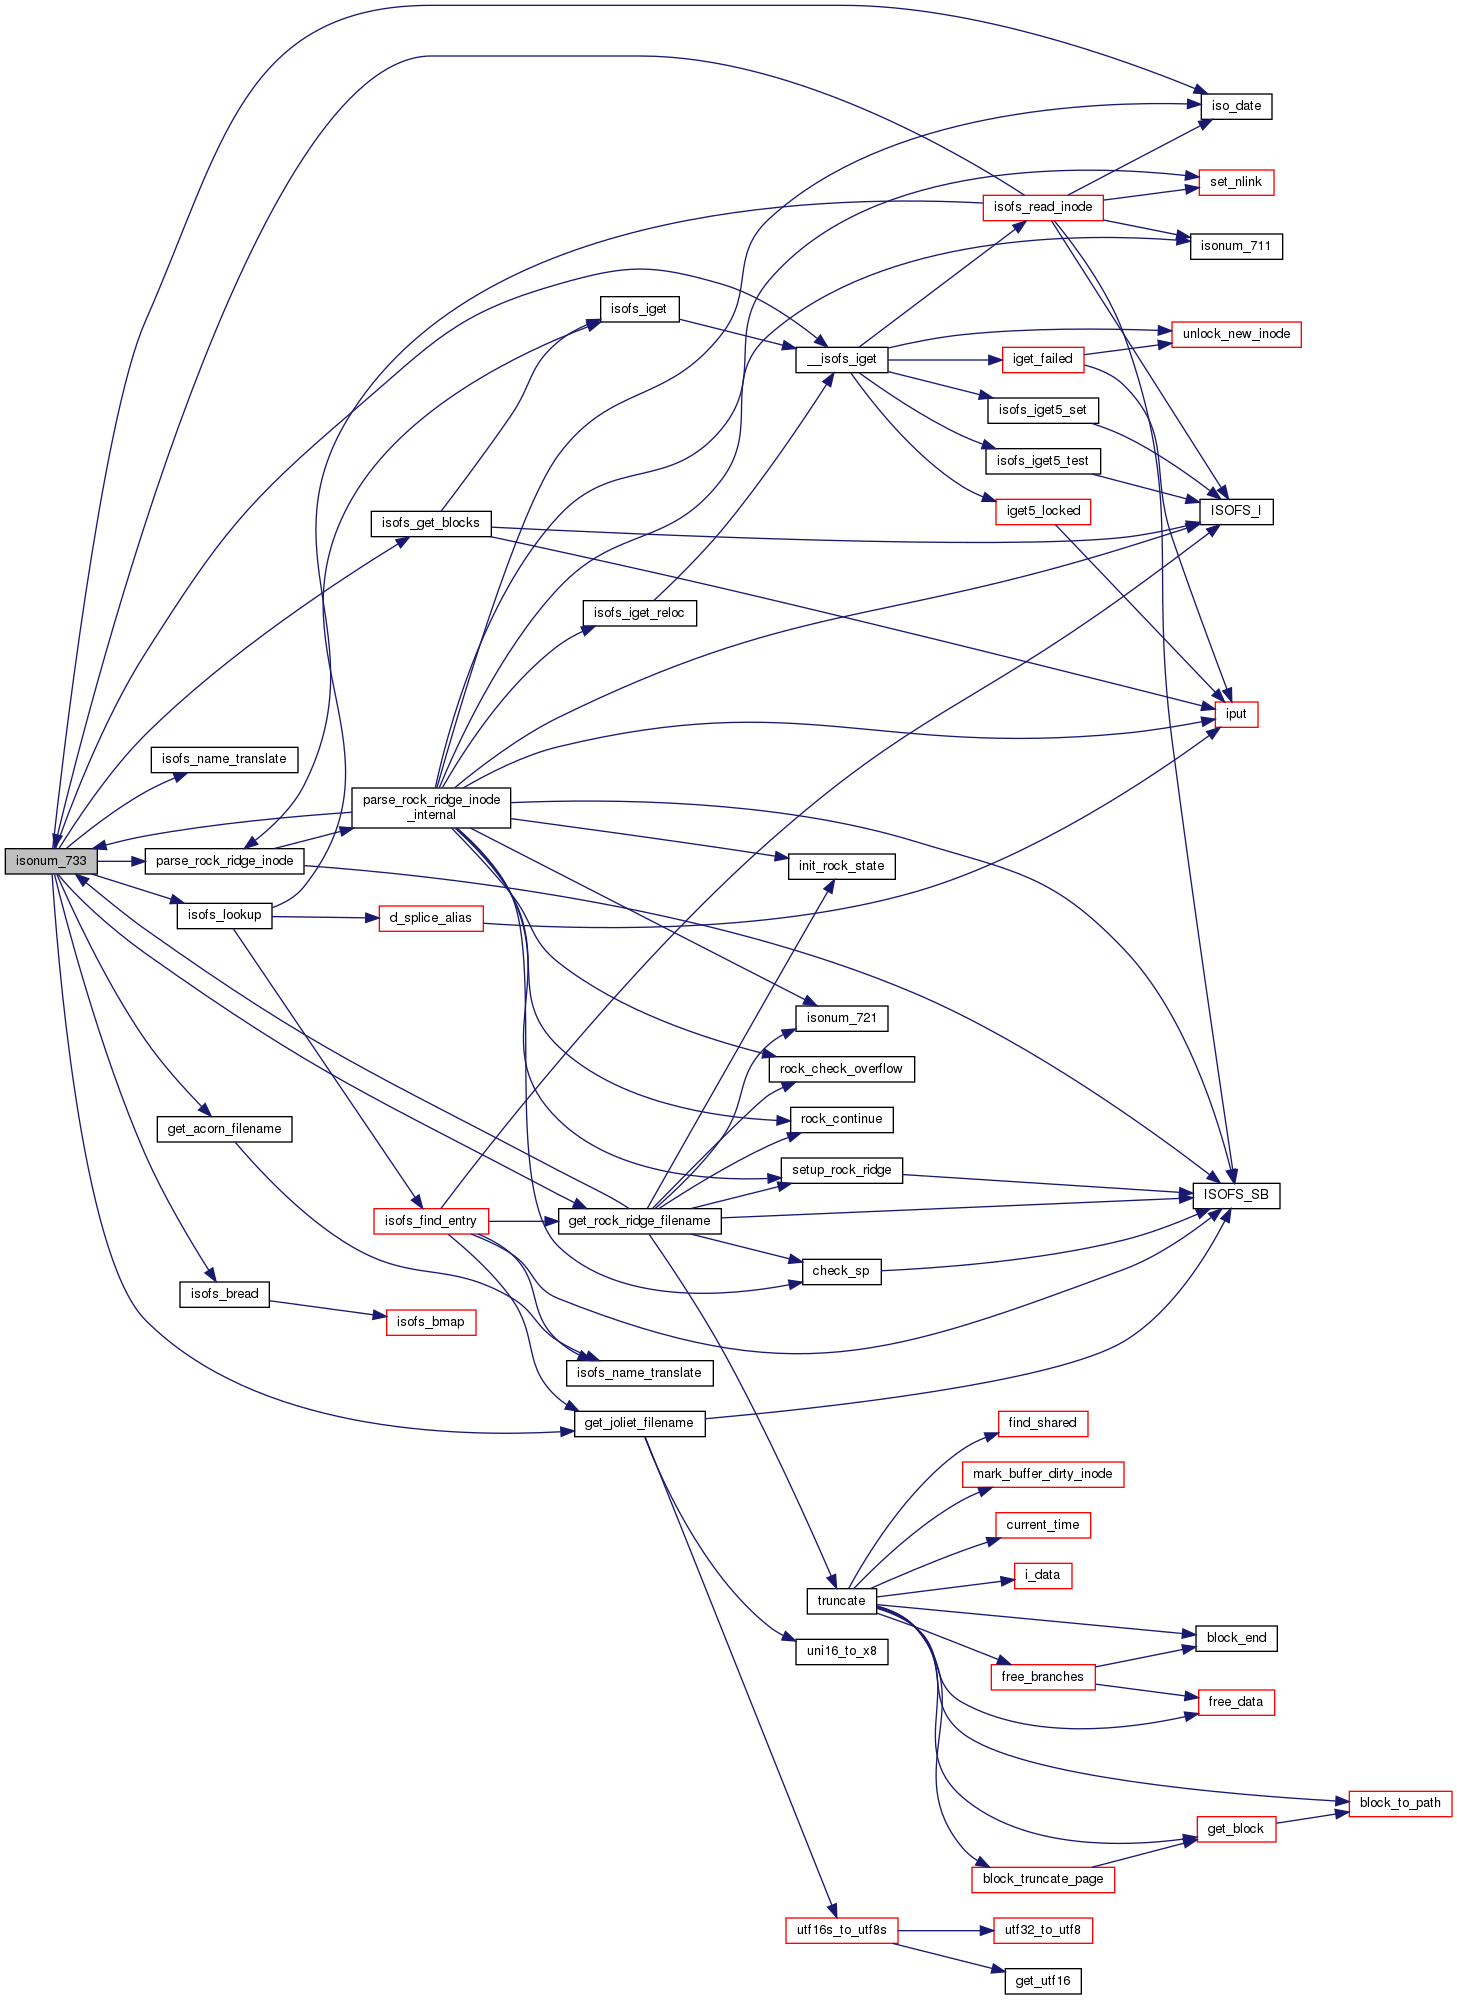 iso_date
set_nlink
isofs_read_inode
isonum_711
isofs_iget
unlock_new_inode
__isofs_iget
iget_failed
isofs_iget5_set
isofs_iget5_test
iget5_locked
ISOFS_I
isofs_get_blocks
isofs_iget_reloc
iput
isofs_name_translate
parse_rock_ridge_inode
_internal
isonum_733
parse_rock_ridge_inode
init_rock_state
isofs_lookup
d_splice_alias
isonum_721
rock_check_overflow
rock_continue
get_acorn_filename
setup_rock_ridge
ISOFS_SB
isofs_find_entry
get_rock_ridge_filename
check_sp
isofs_bread
isofs_bmap
isofs_name_translate
get_joliet_filename
find_shared
mark_buffer_dirty_inode
current_time
i_data
truncate
block_end
uni16_to_x8
free_branches
free_data
block_to_path
get_block
block_truncate_page
utf16s_to_utf8s
utf32_to_utf8
get_utf16